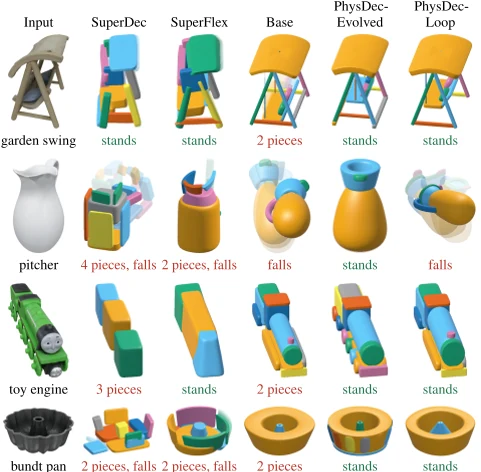 Input SuperDec SuperFlex Base PhysDec-Evolved PhysDec-Loop
garden swing stands stands 2 pieces stands stands
pitcher 4 pieces, falls 2 pieces, falls falls stands falls
toy engine 3 pieces stands 2 pieces stands stands
bundt pan 2 pieces, falls 2 pieces, falls 2 pieces stands stands